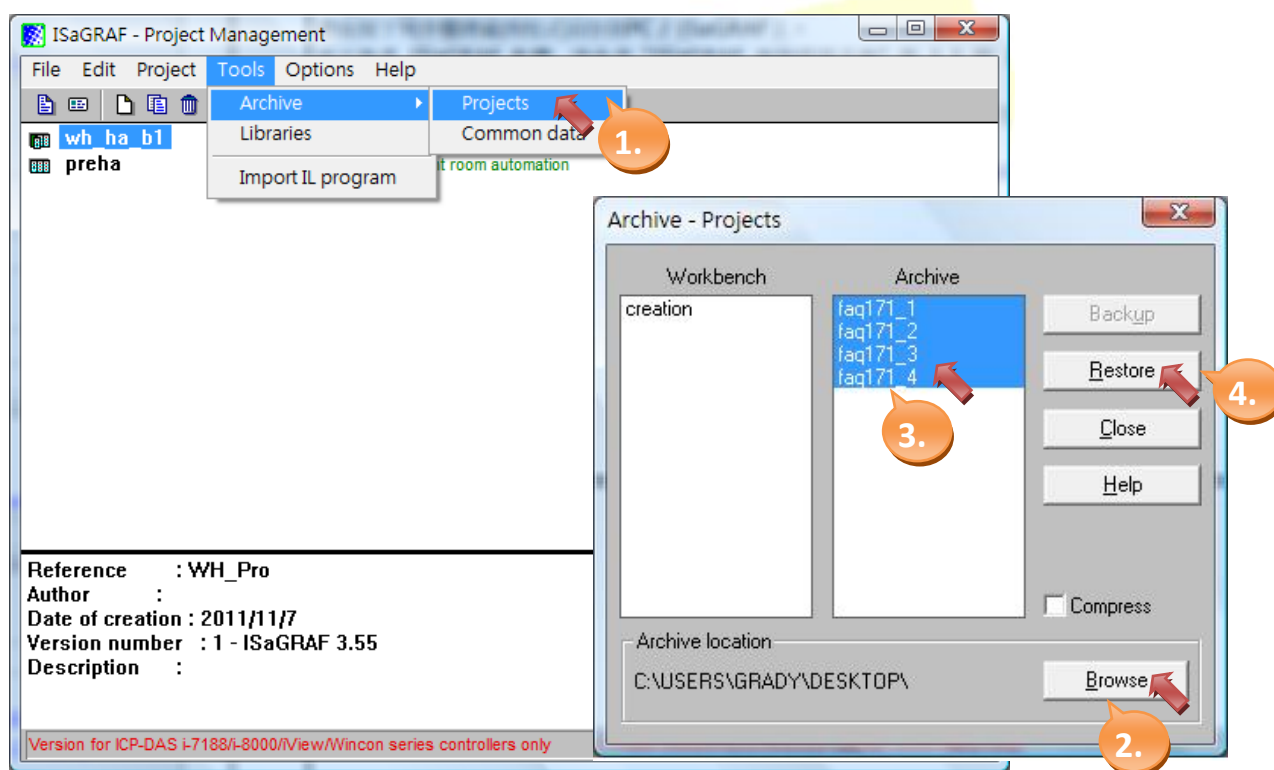 ISaGRAF - Project Management
File Edit Project Tools Options Help
Archive
Projects
Libraries
Common data
Import IL program
1.
wh_ha_b1
preha
room automation
Archive - Projects
Workbench
Archive
creation
faq171_1
faq171_2
faq171_3
faq171_4
Backup
Restore
Close
Help
3.
4.
Compress
Archive location
C:\USERS\GRADY\DESKTOP\
Browse
2.
Reference : WH_Pro
Author :
Date of creation : 2011/11/7
Version number : 1 - ISaGRAF 3.55
Description :
Version for ICP-DAS i-7188/i-8000/iView/Wincon series controllers only